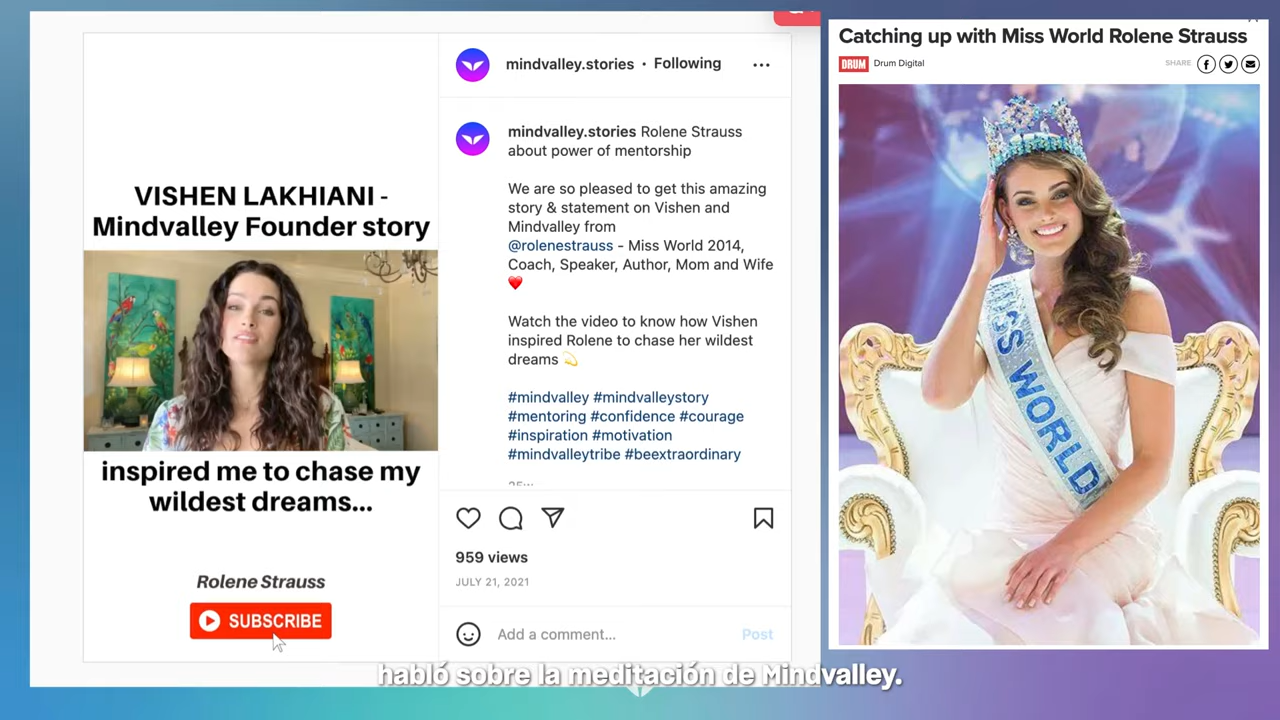 VISHEN LAKHIANI -
Mindvalley Founder story
inspired me to chase my
wildest dreams...
Rolene Strauss
SUBSCRIBE
mindvalley.stories • Following
mindvalley.stories Rolene Strauss
about power of mentorship
We are so pleased to get this amazing
story & statement on Vishen and
Mindvalley from
@rolenestrauss - Miss World 2014,
Coach, Speaker, Author, Mom and Wife
❤️
Watch the video to know how Vishen
inspired Rolene to chase her wildest
dreams 💫
#mindvalley #mindvalleystory
#mentoring #confidence #courage
#inspiration #motivation
#mindvalleytribe #beextraordinary
959 views
JULY 21, 2021
Add a comment... Post
Catching up with Miss World Rolene Strauss
DRUM Drum Digital SHARE
MISS WORLD
habló sobre la meditación de Mindvalley.